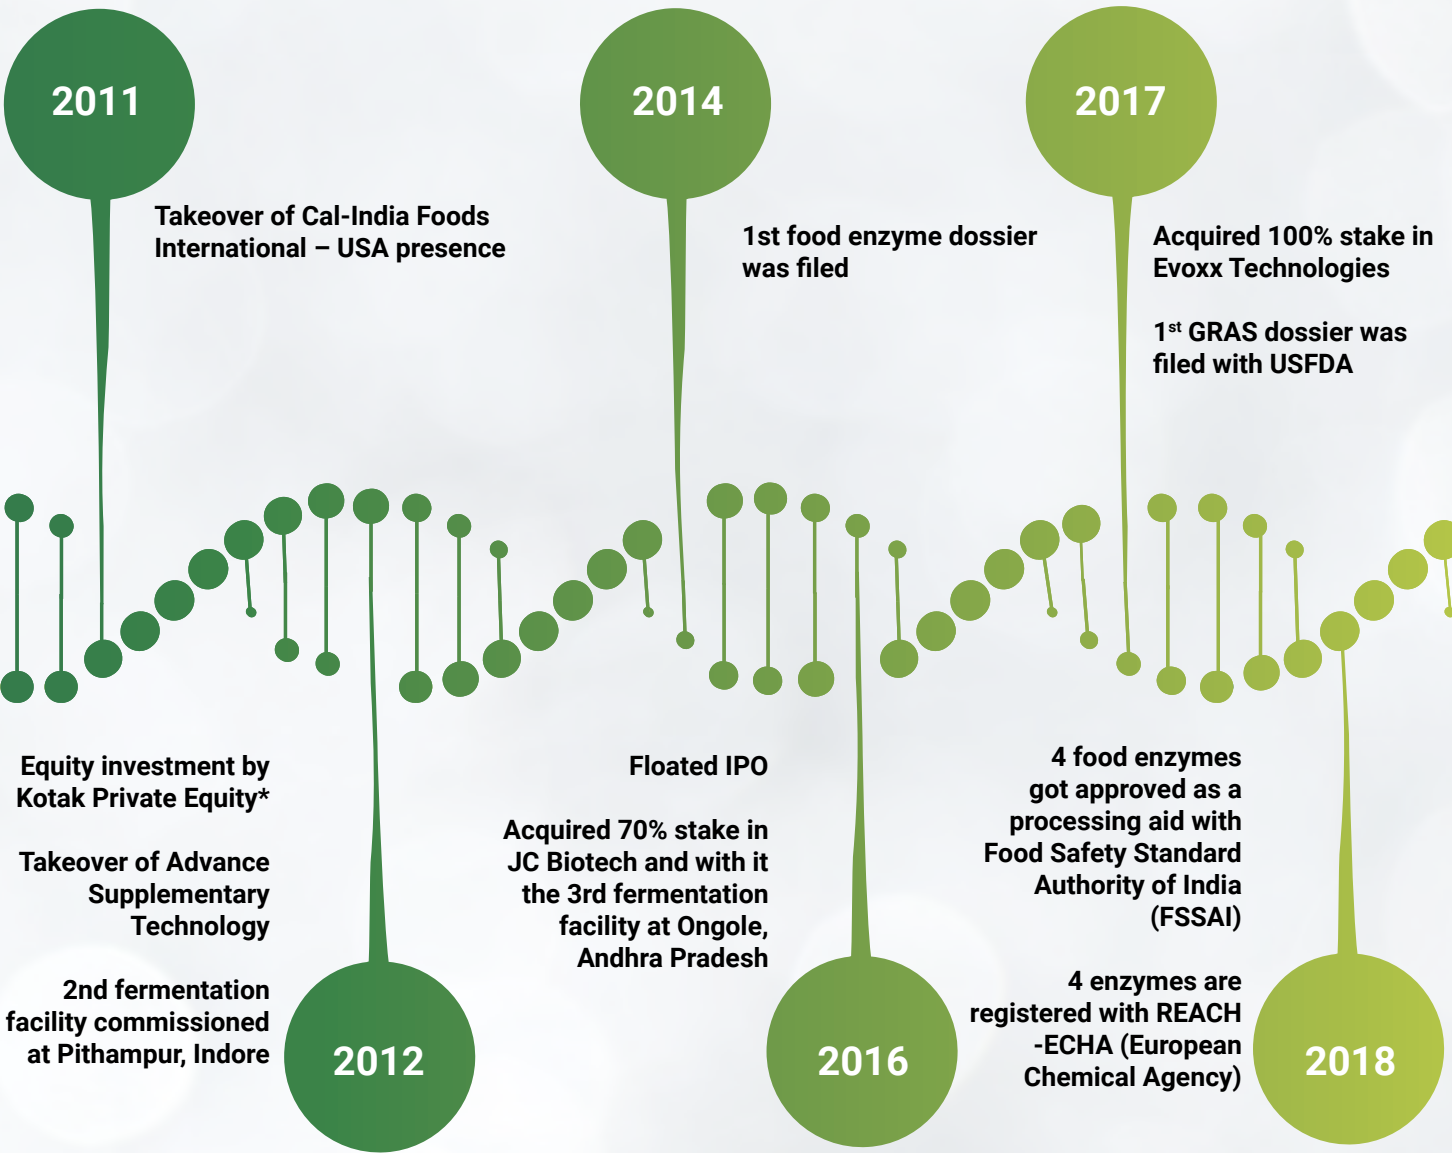 2011
Takeover of Cal-India Foods
International – USA presence
2014
1st food enzyme dossier
was filed
2017
Acquired 100% stake in
Evoxx Technologies
1st GRAS dossier was
filed with USFDA
Equity investment by
Kotak Private Equity*
Takeover of Advance
Supplementary
Technology
2nd fermentation
facility commissioned
at Pithampur, Indore
2012
Floated IPO
Acquired 70% stake in
JC Biotech and with it
the 3rd fermentation
facility at Ongole,
Andhra Pradesh
2016
4 food enzymes
got approved as a
processing aid with
Food Safety Standard
Authority of India
(FSSAI)
4 enzymes are
registered with REACH
-ECHA (European
Chemical Agency)
2018